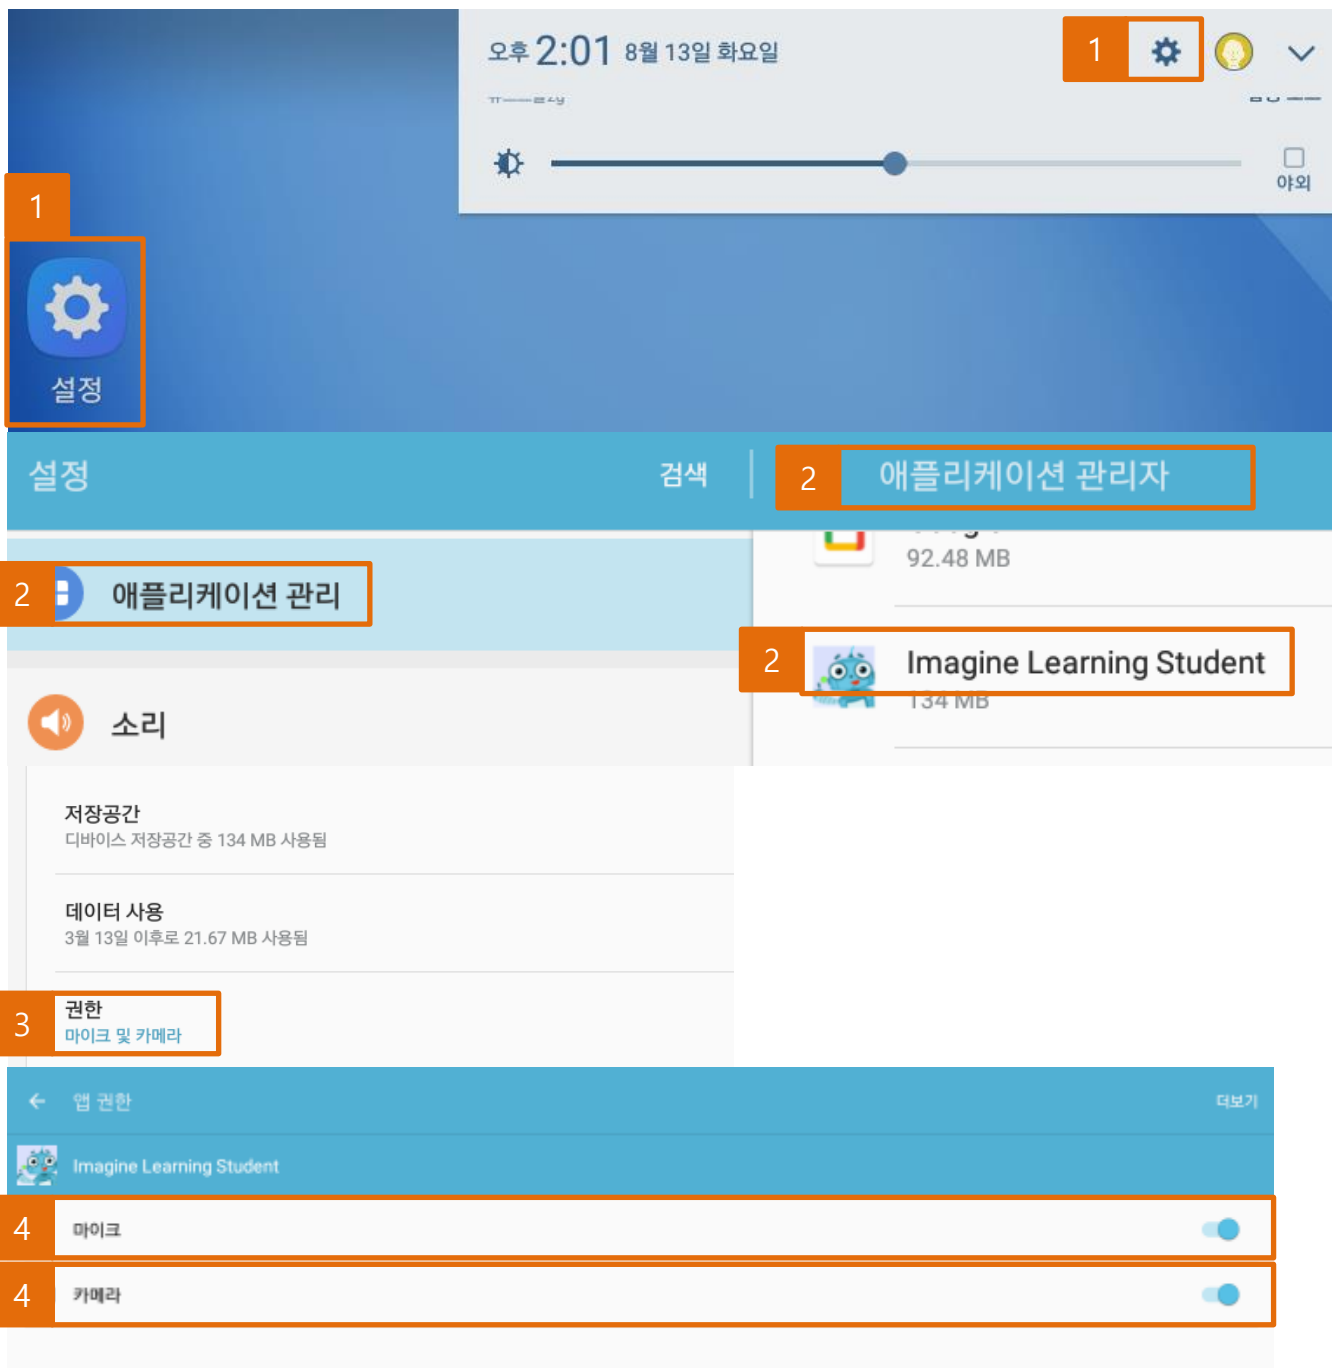 오후 2:01 8월 13일 화요일
1
야외
1
설정
설정
검색
2 애플리케이션 관리자
92.48 MB
2 애플리케이션 관리
2 Imagine Learning Student
134 MB
소리
저장공간
디바이스 저장공간 중 134 MB 사용됨
데이터 사용
3월 13일 이후로 21.67 MB 사용됨
3 권한
마이크 및 카메라
앱 권한
더보기
Imagine Learning Student
4 마이크
4 카메라